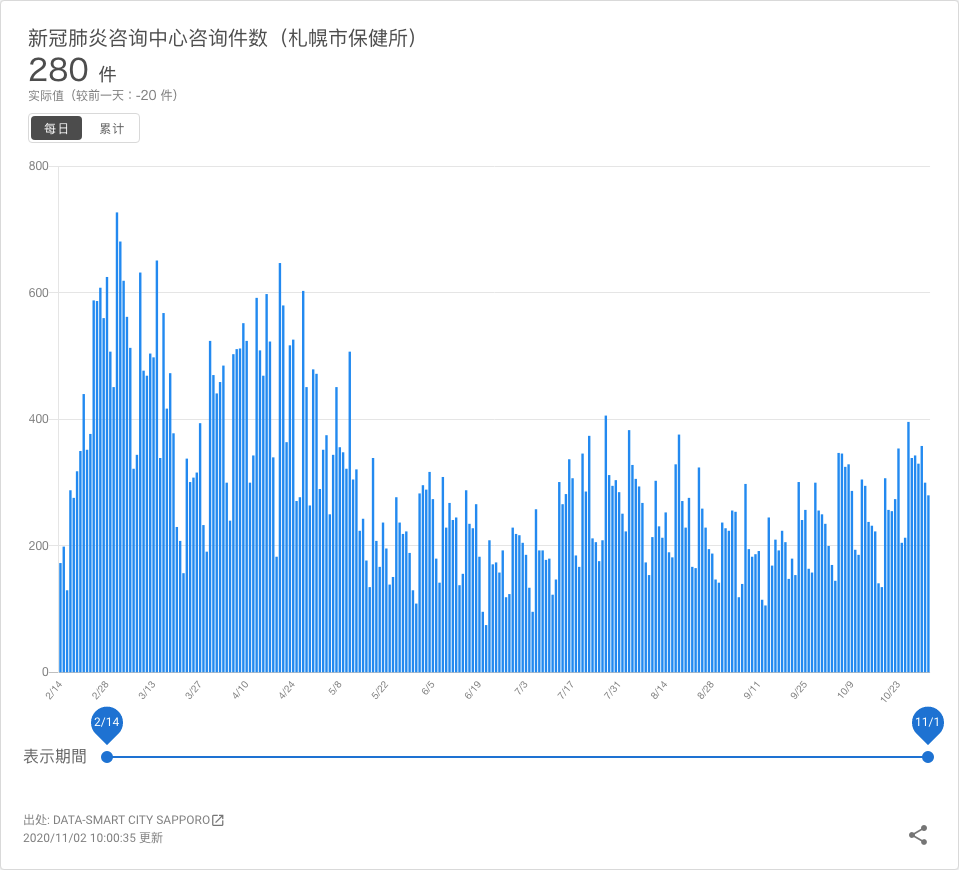 新冠肺炎咨询中心咨询件数（札幌市保健所）
280 件
实际值（较前一天：-20 件）
每日 累计
800
600
400
200
0
2/14 2/28 3/13 3/27 4/10 4/24 5/8 5/22 6/5 6/19 7/3 7/17 7/31 8/14 8/28 9/11 9/25 10/9 10/23
2/14 11/1
表示期間
出处: DATA-SMART CITY SAPPORO
2020/11/02 10:00:35 更新